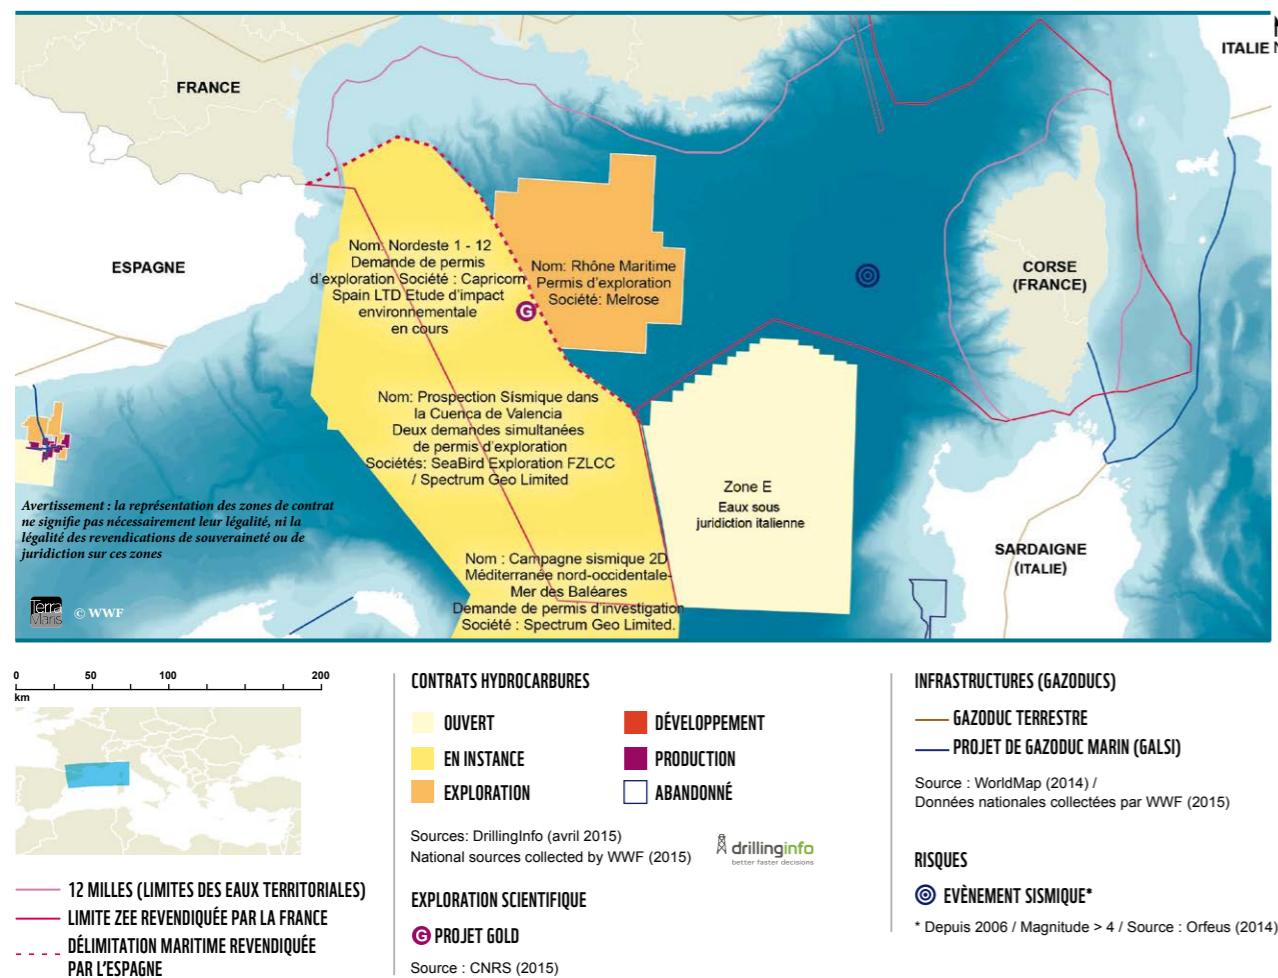 ITALIE
FRANCE
ESPAGNE
CORSE
(FRANCE)
SARDAIGNE
(ITALIE)
Nom: Nordeste 1 - 12
Demande de permis
d'exploration Société : Capricorn
Spain LTD Etude d'impact
environnementale
en cours
Nom: Rhône Maritime
Permis d'exploration
Société: Melrose
G
Nom: Prospection Sismique dans
la Cuenca de Valencia
Deux demandes simultanées
de permis d'exploration
Sociétés: SeaBird Exploration FZLCC
/ Spectrum Geo Limited
Zone E
Eaux sous
juridiction italienne
Nom : Campagne sismique 2D
Méditerranée nord-occidentale-
Mer des Baléares
Demande de permis d'investigation
Société : Spectrum Geo Limited.
Avertissement : la représentation des zones de contrat
ne signifie pas nécessairement leur légalité, ni la
légalité des revendications de souveraineté ou de
juridiction sur ces zones
Terra
Maris
© WWF
0 50 100 200
km
12 MILLES (LIMITES DES EAUX TERRITORIALES)
LIMITE ZEE REVENDIQUÉE PAR LA FRANCE
DÉLIMITATION MARITIME REVENDIQUÉE
PAR L'ESPAGNE
CONTRATS HYDROCARBURES
OUVERT
EN INSTANCE
EXPLORATION
DÉVELOPPEMENT
PRODUCTION
ABANDONNÉ
Sources: DrillingInfo (avril 2015)
National sources collected by WWF (2015)
drillinginfo
better faster decisions
EXPLORATION SCIENTIFIQUE
G PROJET GOLD
Source : CNRS (2015)
INFRASTRUCTURES (GAZODUCS)
GAZODUC TERRESTRE
PROJET DE GAZODUC MARIN (GALSI)
Source : WorldMap (2014) /
Données nationales collectées par WWF (2015)
RISQUES
EVÈNEMENT SISMIQUE*
* Depuis 2006 / Magnitude > 4 / Source : Orfeus (2014)